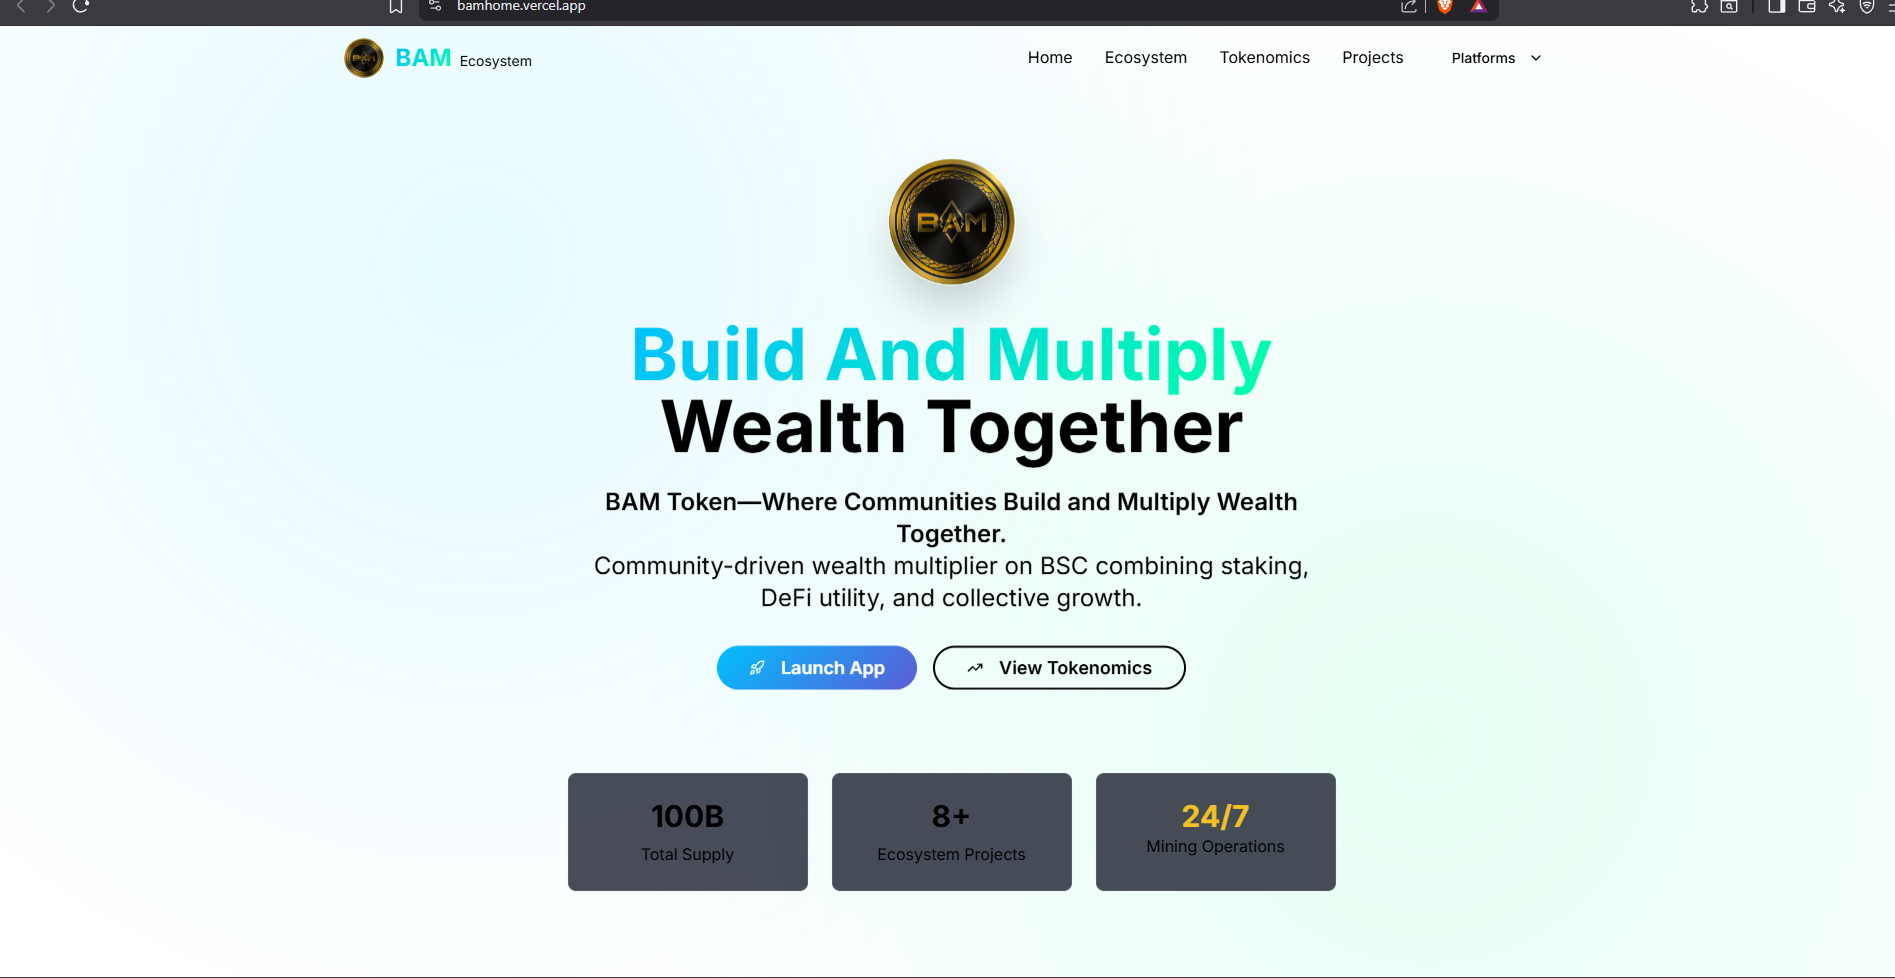 bamhome.vercel.app
BAM
BAM Ecosystem
Home
Ecosystem
Tokenomics
Projects
Platforms
BAM
Build And Multiply
Wealth Together
BAM Token—Where Communities Build and Multiply Wealth
Together.
Community-driven wealth multiplier on BSC combining staking,
DeFi utility, and collective growth.
Launch App
View Tokenomics
100B
Total Supply
8+
Ecosystem Projects
24/7
Mining Operations